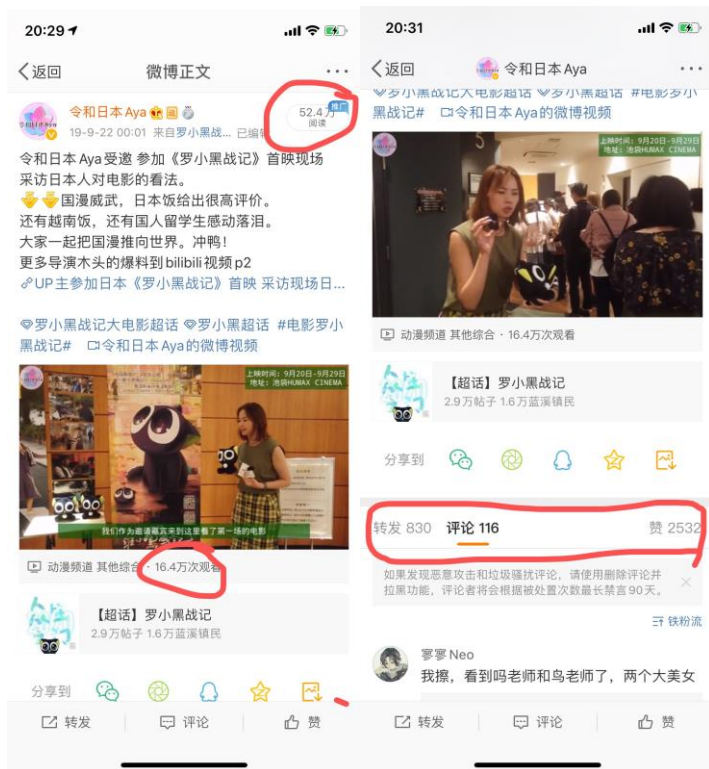 20:29
返回
微博正文
令和日本Aya
52.4万
推广
阅读
19-9-22 00:01 来自罗小黑战... 已编辑
令和日本Aya受邀 参加《罗小黑战记》首映现场
采访日本人对电影的看法。
国漫威武，日本饭给出很高评价。
还有越南饭，还有国人留学生感动落泪。
大家一起把国漫推向世界。冲鸭！
更多导演木头的爆料到bilibili视频p2
UP主参加日本《罗小黑战记》首映 采访现场日...
罗小黑战记大电影超话 罗小黑超话 #电影罗小
黑战记# 令和日本Aya的微博视频
上映时间：9月20日-9月29日
地址：池袋HUMAX CINEMA
我们作为邀请嘉宾来到这里看了第一场的电影
动漫频道 其他综合 · 16.4万次观看
【超话】罗小黑战记
2.9万帖子 1.6万蓝溪镇民
分享到
转发
评论
赞
20:31
返回
令和日本Aya
罗小黑战记大电影超话 罗小黑超话 #电影罗小
黑战记# 令和日本Aya的微博视频
上映时间：9月20日-9月29日
地址：池袋HUMAX CINEMA
动漫频道 其他综合 · 16.4万次观看
【超话】罗小黑战记
2.9万帖子 1.6万蓝溪镇民
分享到
转发 830 评论 116 赞 2532
如果发现恶意攻击和垃圾骚扰评论，请使用删除评论并
拉黑功能，评论者将会根据被处置次数最长禁言90天。
铁粉流
寥寥Neo
我擦，看到吗老师和鸟老师了，两个大美女
转发
评论
赞